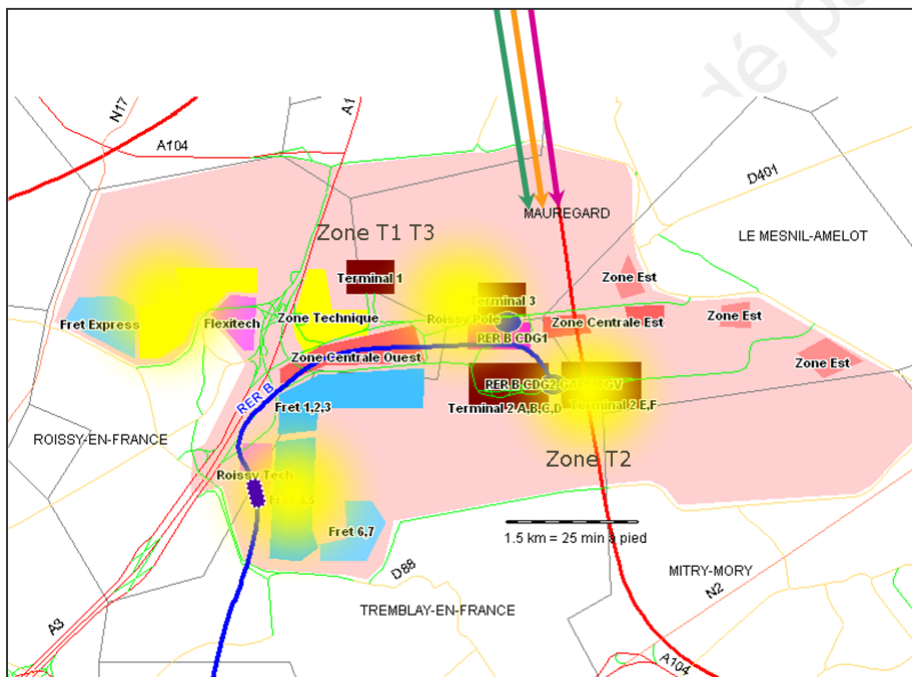 dé pa
N17
A1
A104
D401
MAUREGARD
Zone T1 T3
LE MESNIL-AMELOT
Terminal 1
Zone Est
Terminal 3
Fret Express
Flexitech
Zone Technique
Roissy Pole
Zone Centrale Est
Zone Est
RER B CDG1
Zone Centrale Ouest
Zone Est
RER B
RER B CDG2
Fret 1,2,3
Terminal 2 A,B,C,D
Terminal 2 E,F
ROISSY-EN-FRANCE
Zone T2
Roissy Tech
Fret 6,7
1.5 km = 25 min à pied
D88
MITRY-MORY
N2
TREMBLAY-EN-FRANCE
A3
A104